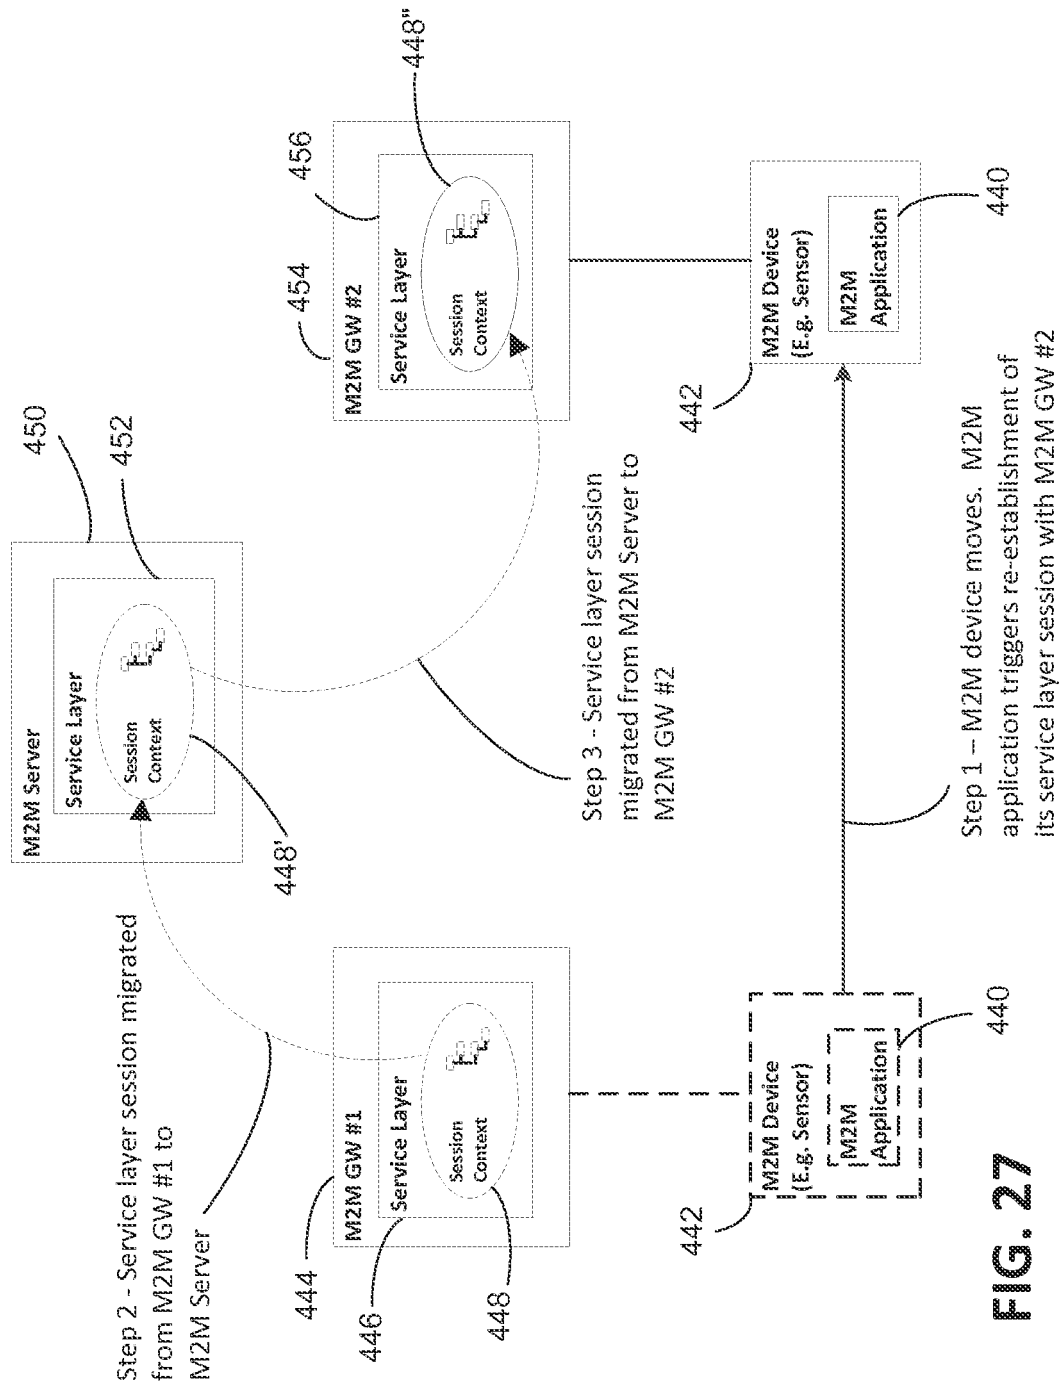 M2M Server
Service Layer
Session
Context
450
452
448'
Step 2 - Service layer session migrated
from M2M GW #1 to
M2M Server
444
446
448
M2M GW #1
Service Layer
Session
Context
Step 3 - Service layer session
migrated from M2M Server to
M2M GW #2
454
456
448"
M2M GW #2
Service Layer
Session
Context
442
M2M Device
(E.g. Sensor)
M2M
Application
440
442
M2M Device
(E.g. Sensor)
M2M
Application
440
Step 1 – M2M device moves. M2M
application triggers re-establishment of
its service layer session with M2M GW #2
FIG. 27